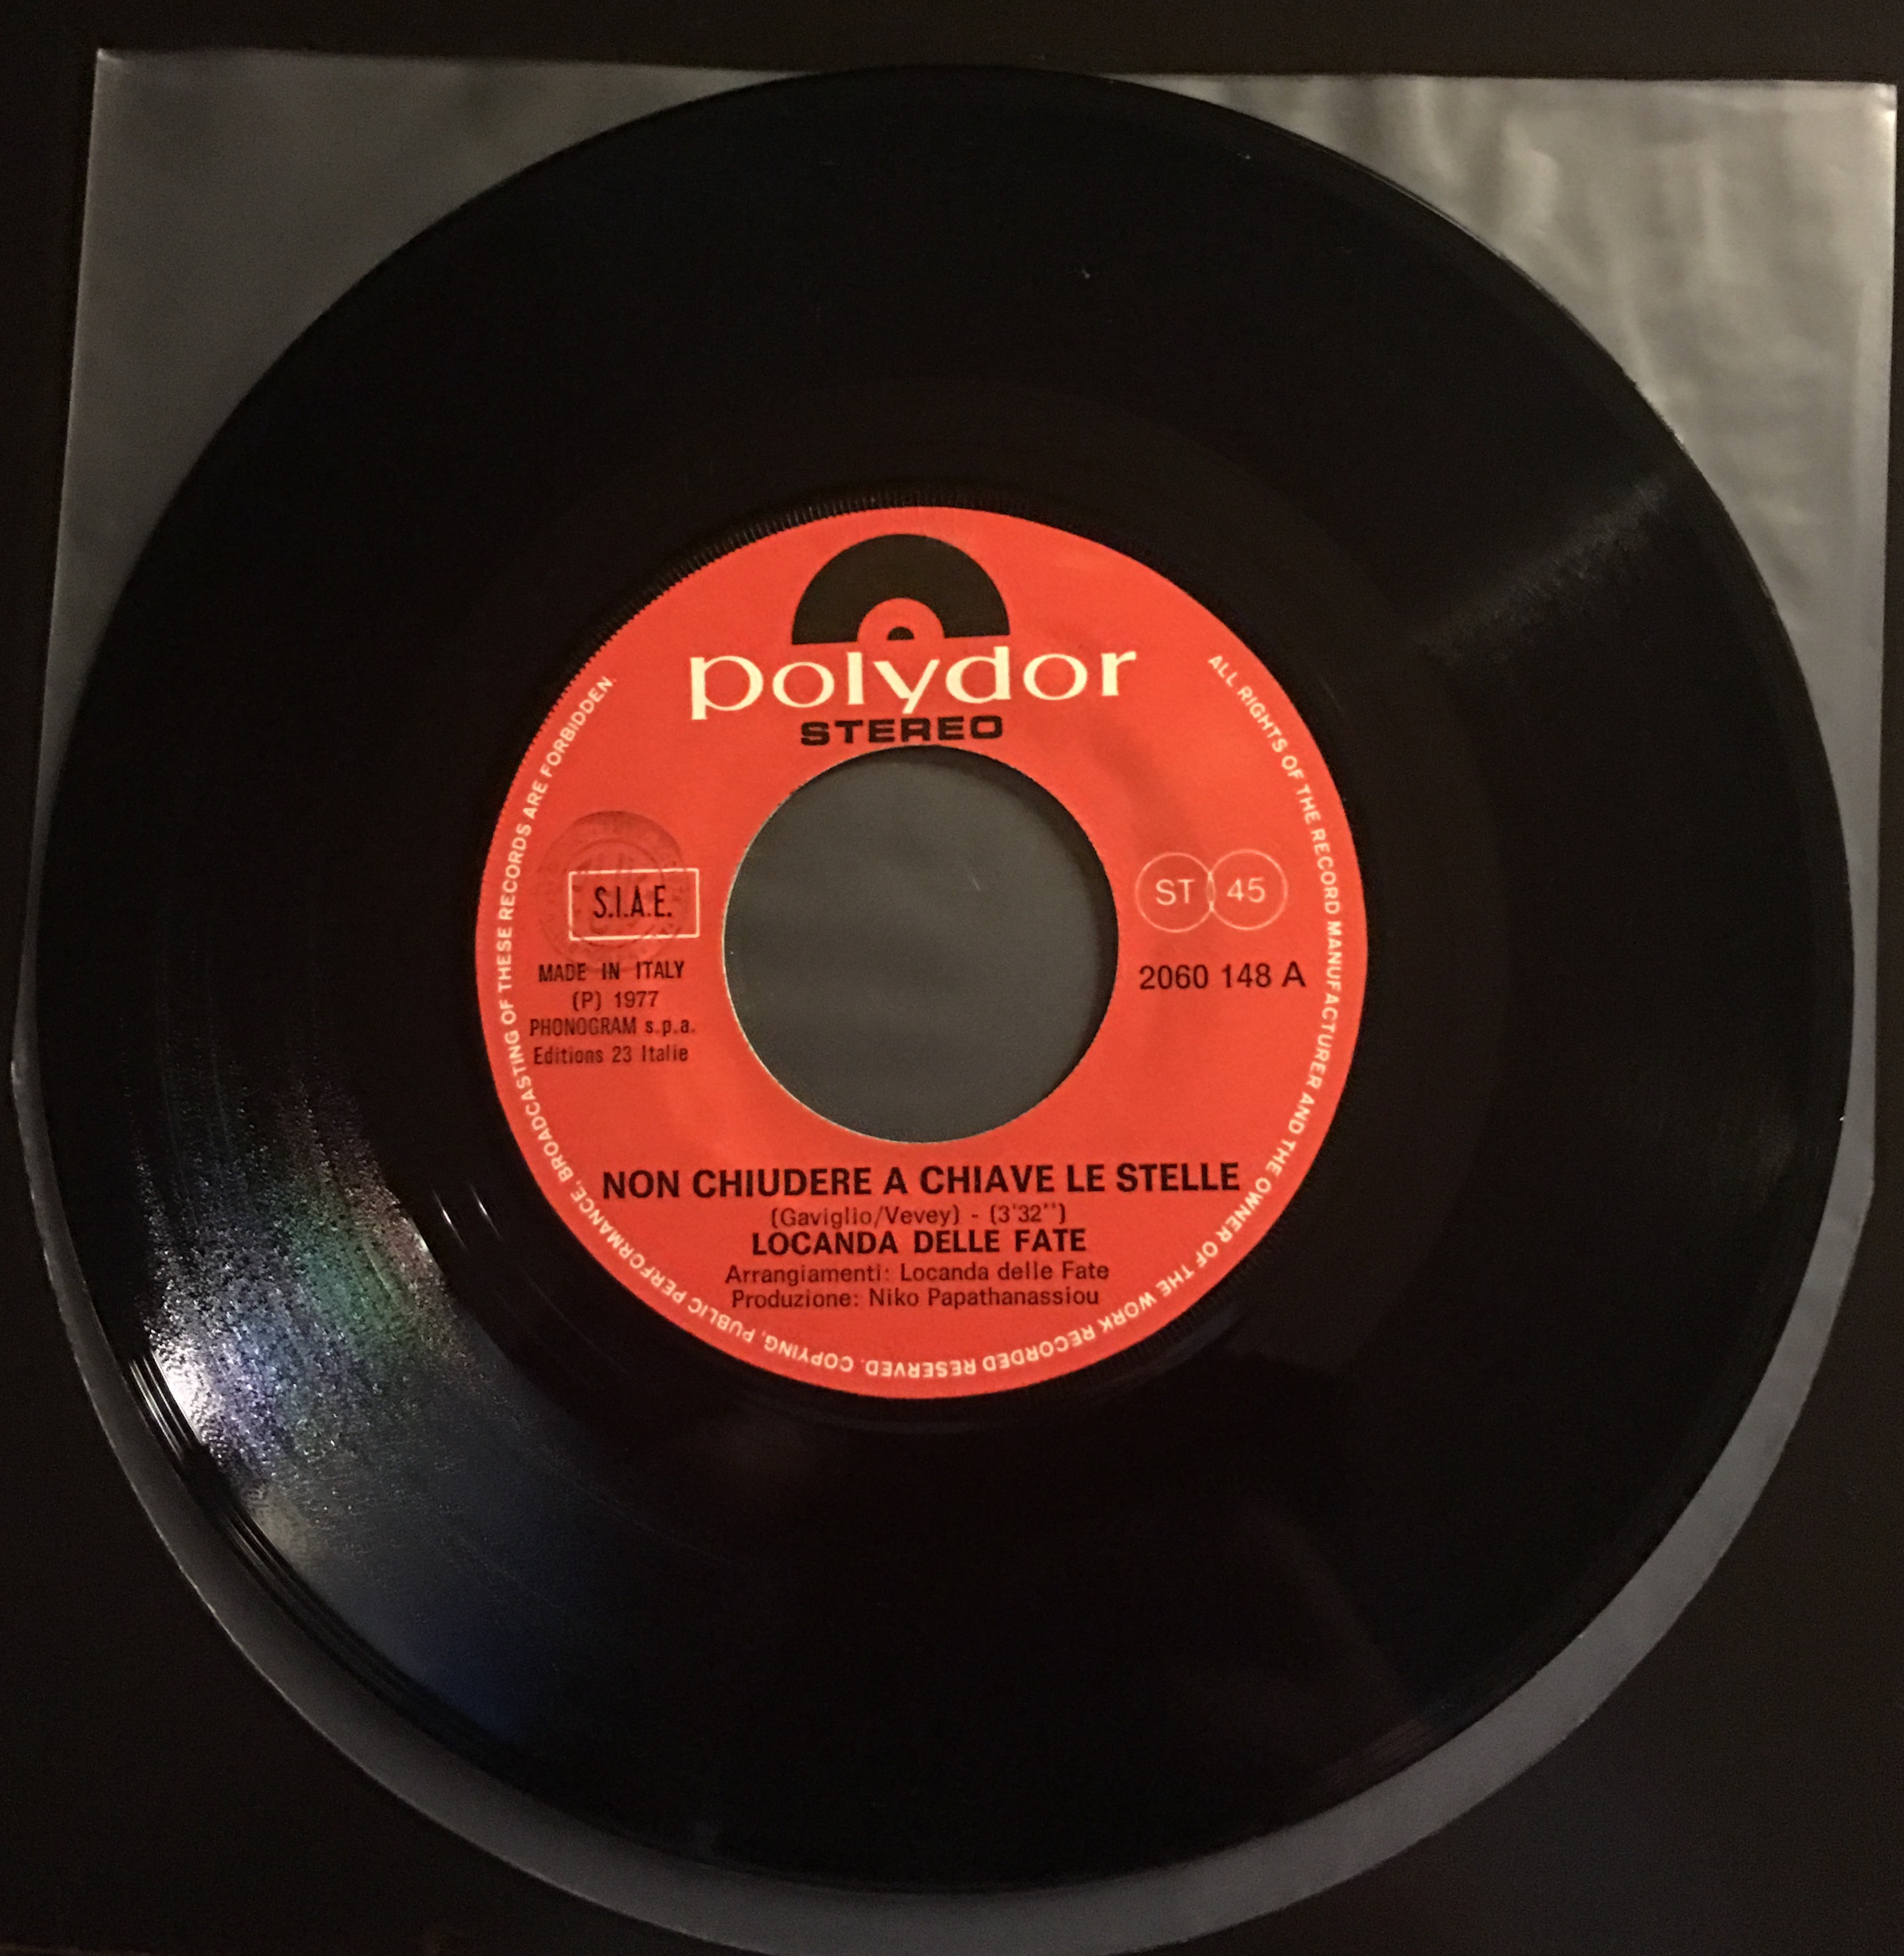 polydor
STEREO
S.I.A.E.
MADE IN ITALY
(P) 1977
PHONOGRAM s.p.a.
Editions 23 Italie
ST 45
2060 148 A
NON CHIUDERE A CHIAVE LE STELLE
(Gaviglio/Vevey) - (3'32'')
LOCANDA DELLE FATE
Arrangiamenti: Locanda delle Fate
Produzione: Niko Papathanassiou
ALL RIGHTS OF THE RECORD MANUFACTURER AND THE OWNER OF THE WORK RECORDED RESERVED. COPYING, PUBLIC PERFORMANCE, BROADCASTING OF THESE RECORDS ARE FORBIDDEN.